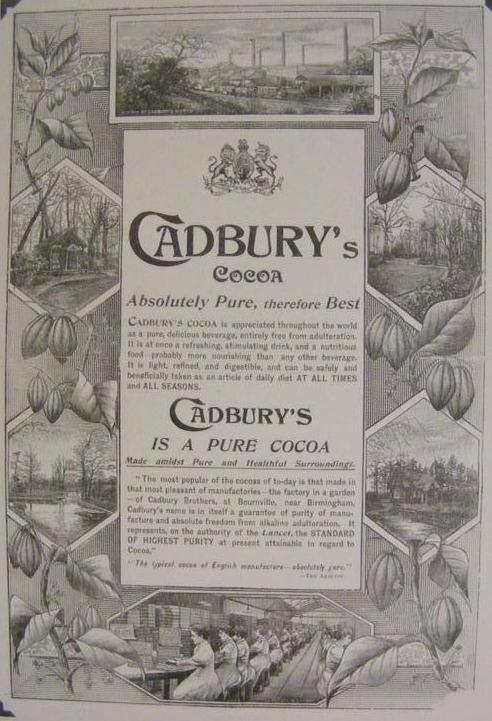 CADBURY's
COCOA
Absolutely Pure, therefore Best
CADBURY'S COCOA is appreciated throughout the world
as a pure, delicious beverage, entirely free from adulteration.
It is at once a refreshing, stimulating drink, and a nutritious
food—probably more nourishing than any other beverage.
It is light, refined, and digestible, and can be safely and
beneficially taken as an article of daily diet AT ALL TIMES
and ALL SEASONS.
CADBURY'S
IS A PURE COCOA
Made amidst Pure and Healthful Surroundings.
"The most popular of the cocoas of to-day is that made in
that most pleasant of manufactories—the factory in a garden
—of Cadbury Brothers, at Bournville, near Birmingham.
Cadbury's name is in itself a guarantee of purity of manu-
facture and absolute freedom from alkaline adulteration. It
represents, on the authority of the Lancet, the STANDARD
OF HIGHEST PURITY at present attainable in regard to
Cocoa."
"The typical cocoa of English manufacture—absolutely pure."